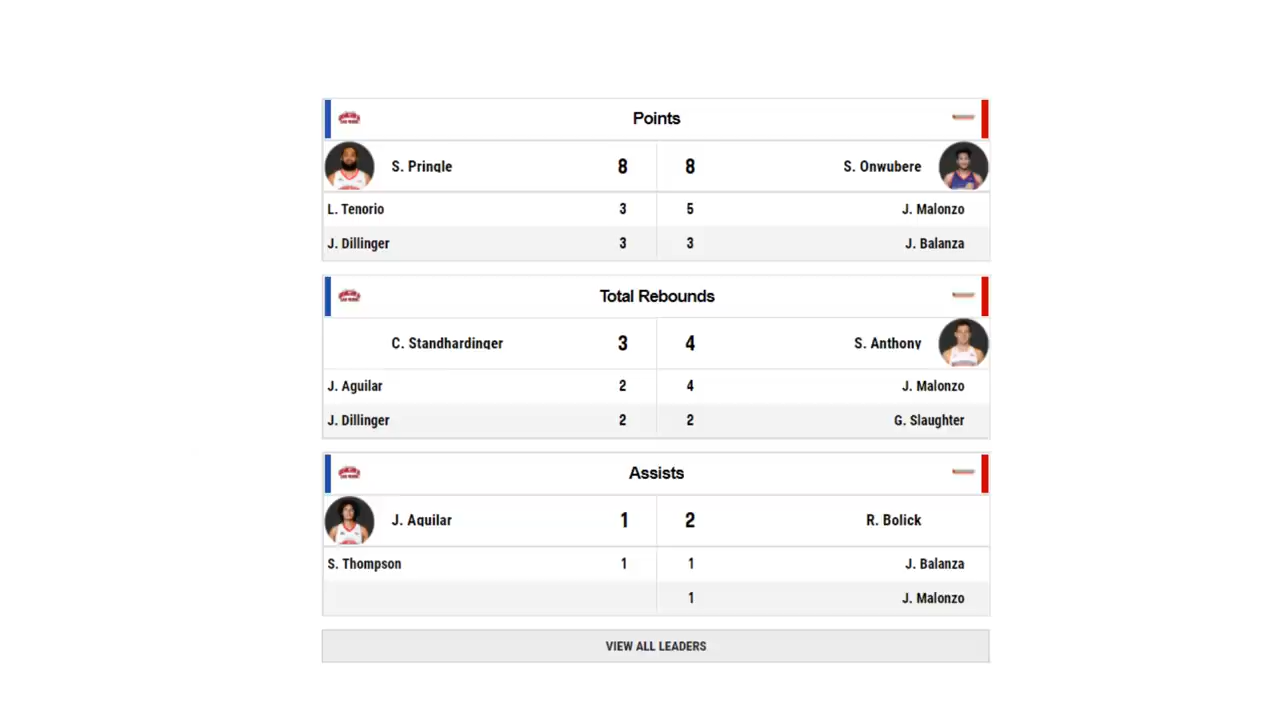 Points
S. Pringle 8 8 S. Onwubere
L. Tenorio 3 5 J. Malonzo
J. Dillinger 3 3 J. Balanza
Total Rebounds
C. Standhardinger 3 4 S. Anthony
J. Aguilar 2 4 J. Malonzo
J. Dillinger 2 2 G. Slaughter
Assists
J. Aguilar 1 2 R. Bolick
S. Thompson 1 1 J. Balanza
1 J. Malonzo
VIEW ALL LEADERS